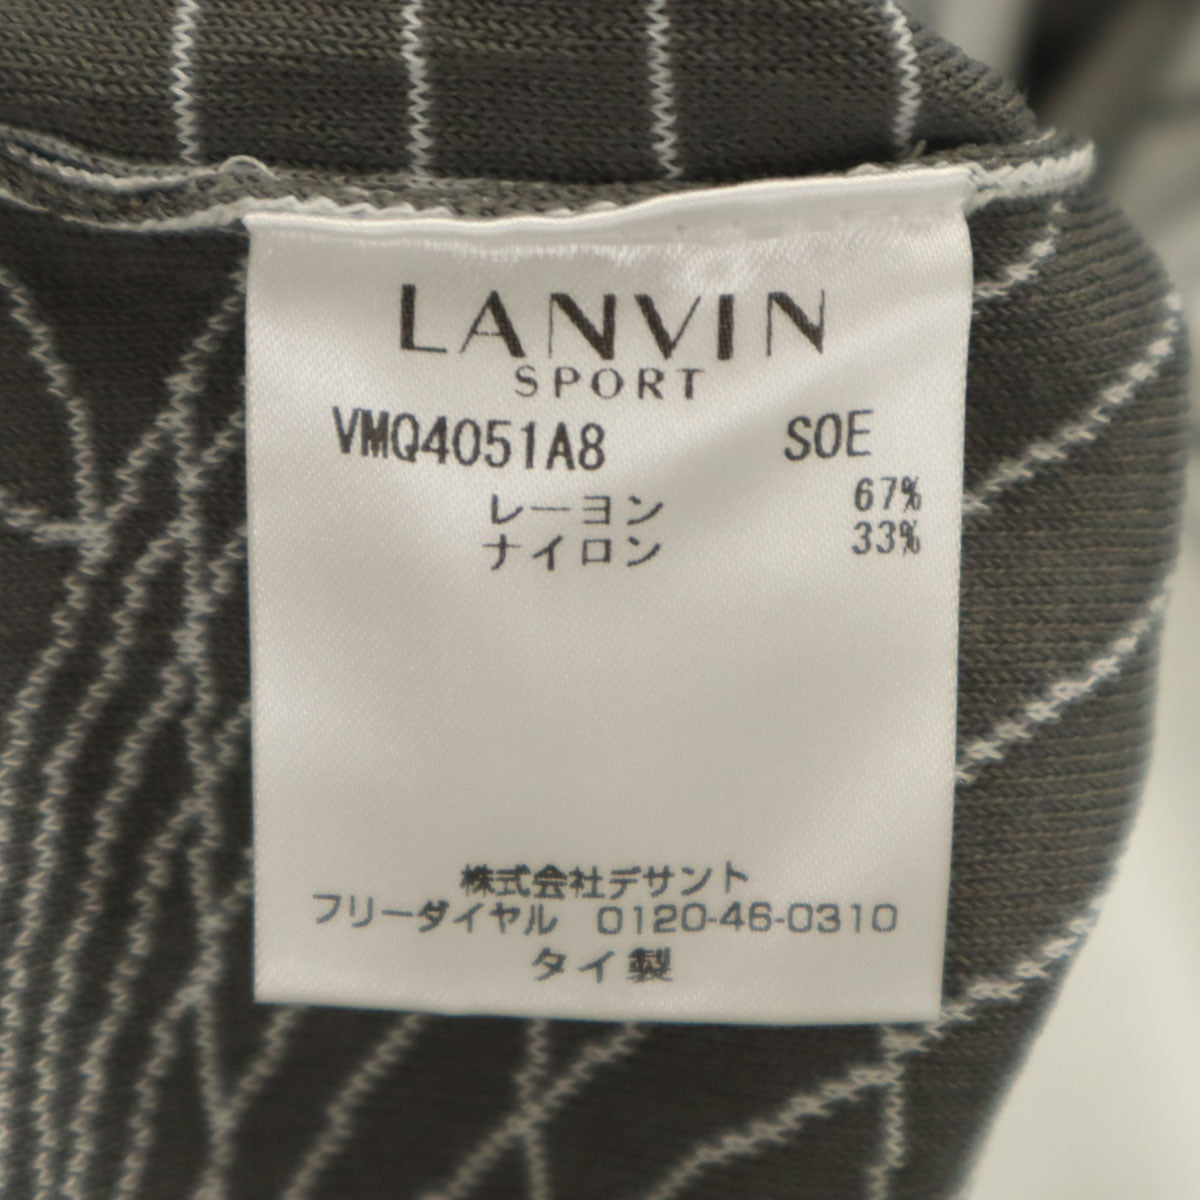 LANVIN
SPORT
VMQ4051A8 SOE
レーヨン 67%
ナイロン 33%
株式会社デサント
フリーダイヤル 0120-46-0310
タイ製